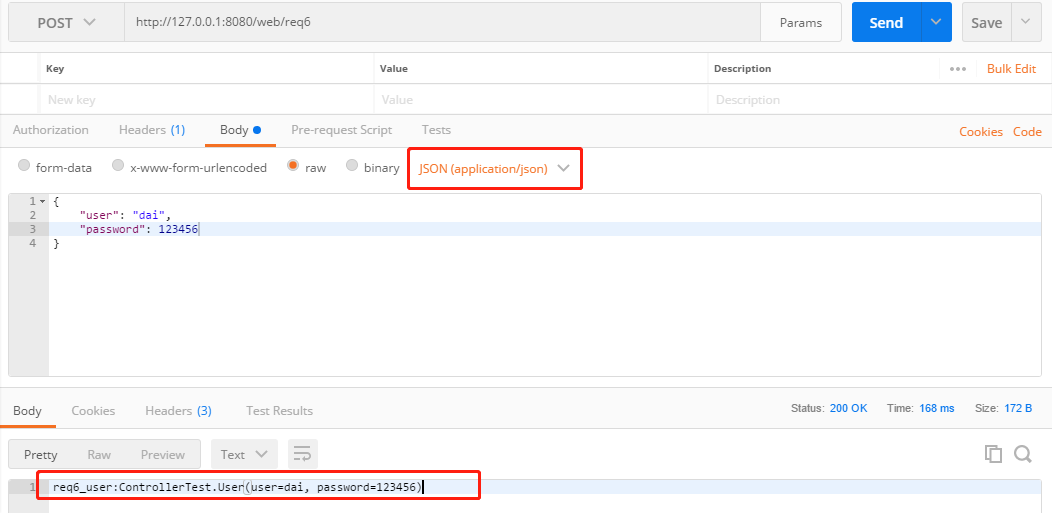 POST http://127.0.0.1:8080/web/req6 Params Send Save
Key Value Description ••• Bulk Edit
New key Value Description
Authorization Headers (1) Body Pre-request Script Tests Cookies Code
form-data x-www-form-urlencoded raw binary JSON (application/json)
1 {
2 "user": "dai",
3 "password": 123456
4 }
Body Cookies Headers (3) Test Results Status: 200 OK Time: 168 ms Size: 172 B
Pretty Raw Preview Text
1 req6_user:ControllerTest.User(user=dai, password=123456)